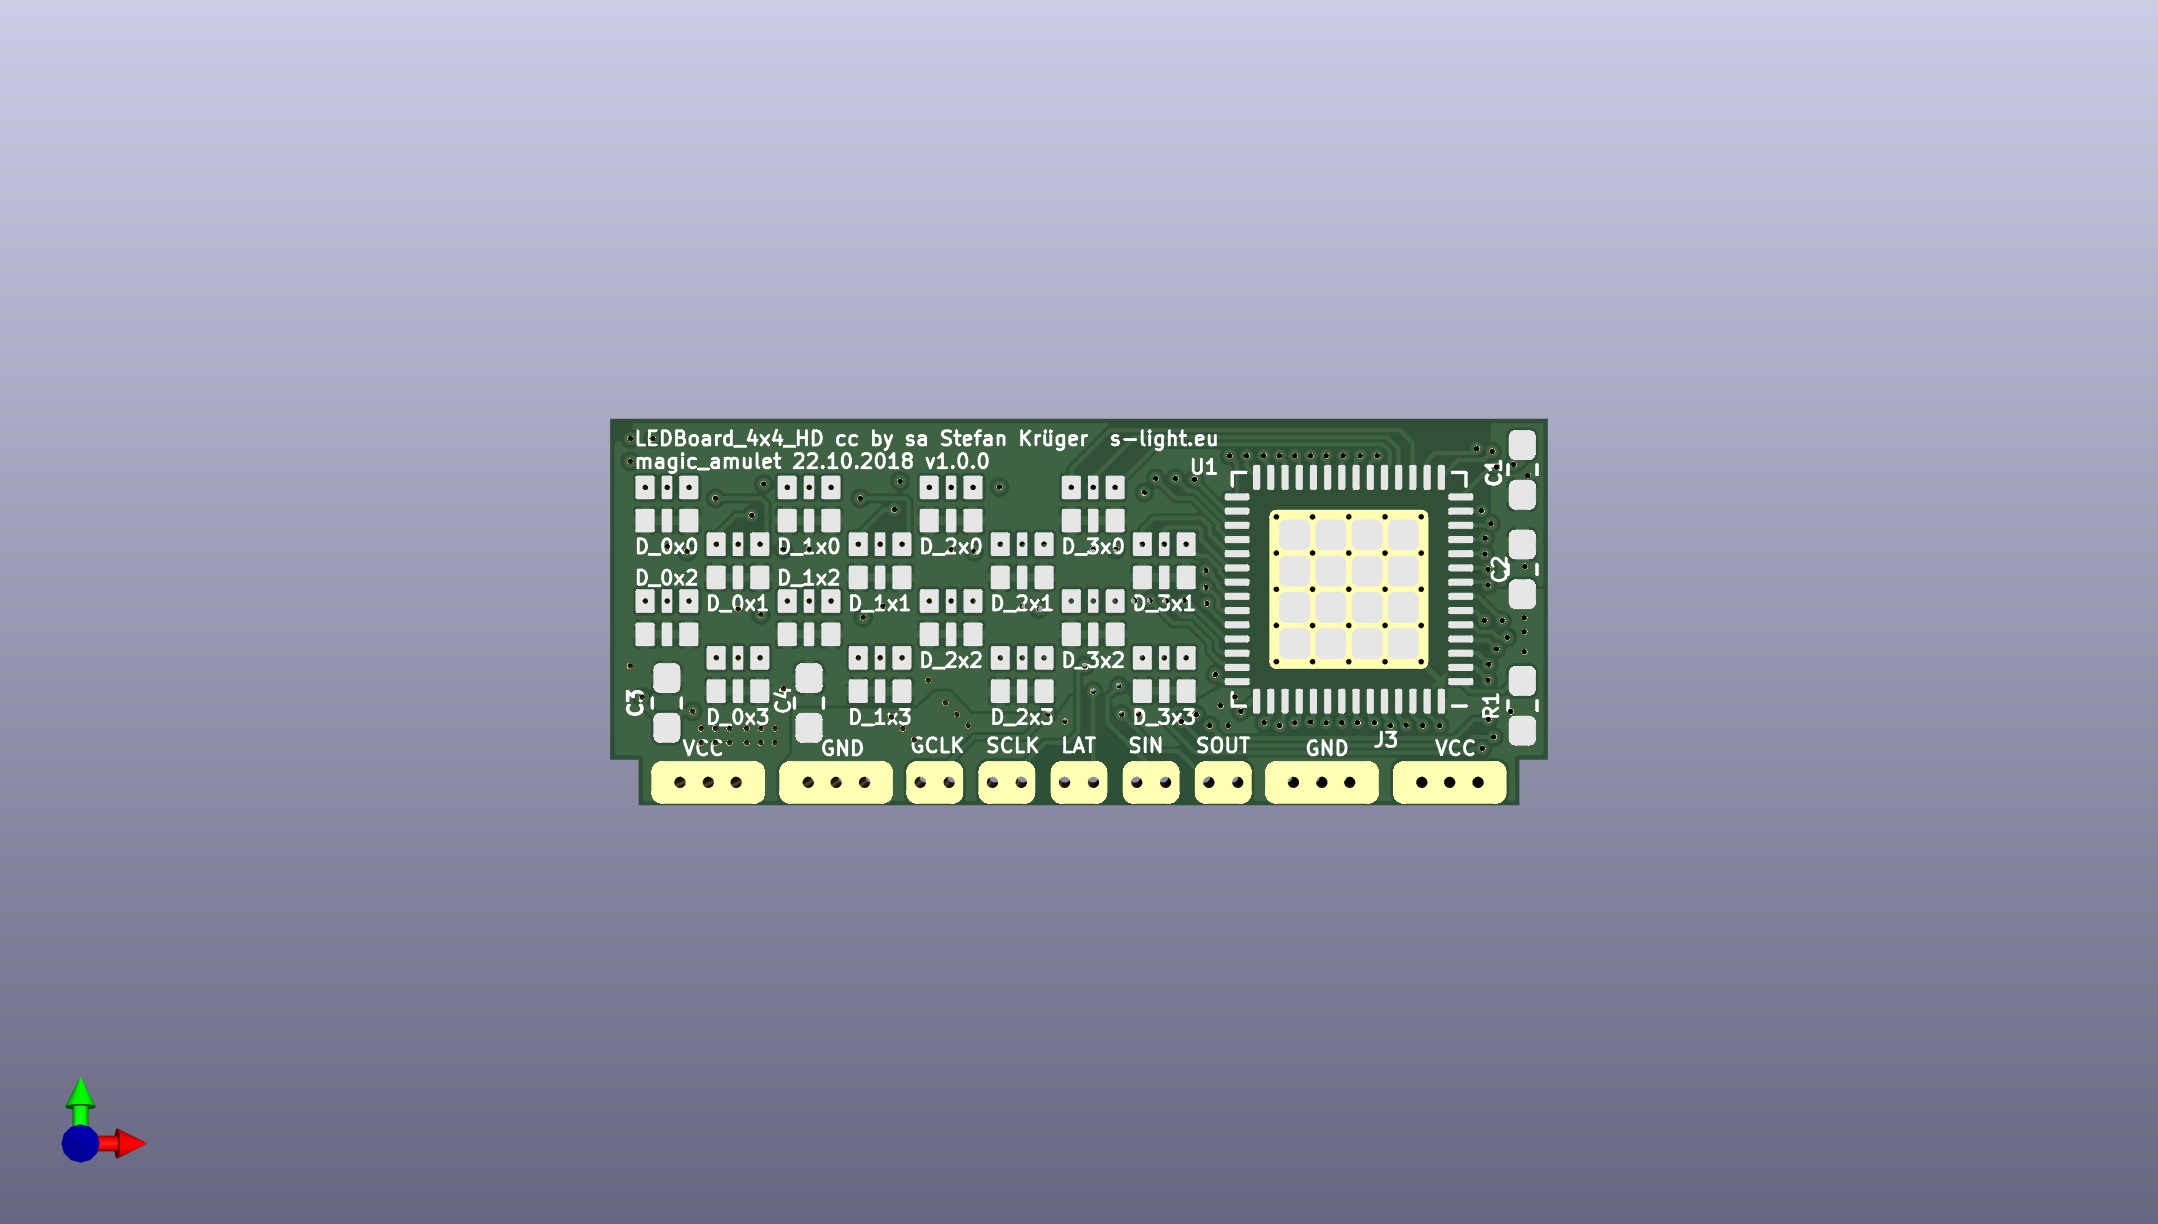 LEDBoard_4x4_HD cc by sa Stefan Krüger s-light.eu
magic_amulet 22.10.2018 v1.0.0
U1
C1
D_0x0 D_1x0 D_2x0 D_3x0
C2
D_0x2 D_1x2
D_0x1 D_1x1 D_2x1 D_3x1
D_2x2 D_3x2
C3 C4 R1
D_0x3 D_1x3 D_2x3 D_3x3
J3
VCC GND GCLK SCLK LAT SIN SOUT GND VCC